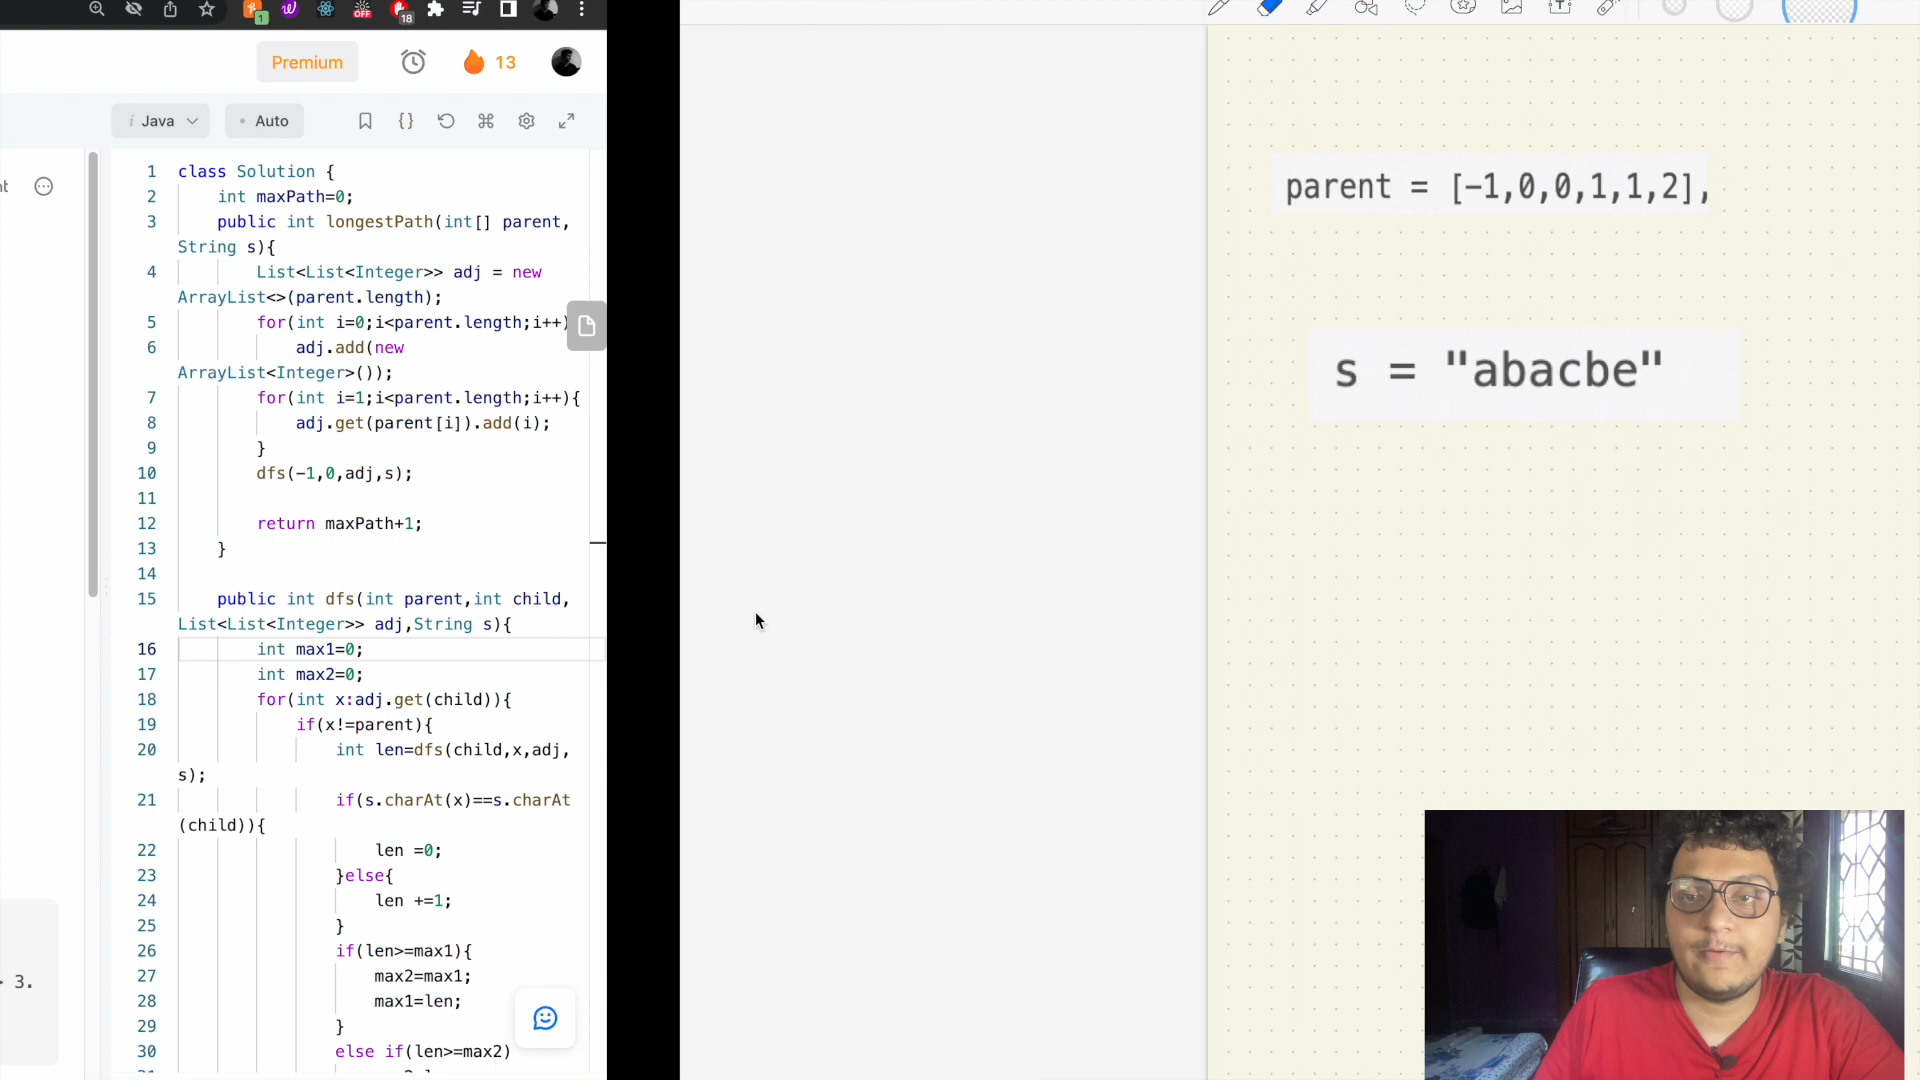 1
OFF
18
Premium
13
i Java
Auto
nt
1 class Solution {
2 int maxPath=0;
3 public int longestPath(int[] parent,
String s){
4 List<List<Integer>> adj = new
ArrayList<>(parent.length);
5 for(int i=0;i<parent.length;i++)
6 adj.add(new
ArrayList<Integer>());
7 for(int i=1;i<parent.length;i++){
8 adj.get(parent[i]).add(i);
9 }
10 dfs(-1,0,adj,s);
11
12 return maxPath+1;
13 }
14
15 public int dfs(int parent,int child,
List<List<Integer>> adj,String s){
16 int max1=0;
17 int max2=0;
18 for(int x:adj.get(child)){
19 if(x!=parent){
20 int len=dfs(child,x,adj,
s);
21 if(s.charAt(x)==s.charAt
(child)){
22 len =0;
23 }else{
24 len +=1;
25 }
26 if(len>=max1){
27 max2=max1;
28 max1=len;
29 }
30 else if(len>=max2)
3.
parent = [-1,0,0,1,1,2],
s = "abacbe"